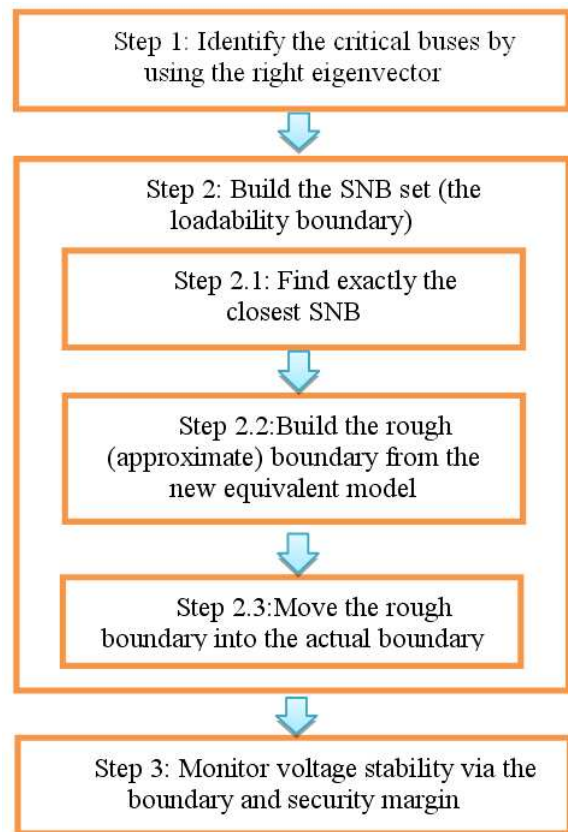 Step 1: Identify the critical buses by
using the right eigenvector
Step 2: Build the SNB set (the
loadability boundary)
Step 2.1: Find exactly the
closest SNB
Step 2.2:Build the rough
(approximate) boundary from the
new equivalent model
Step 2.3:Move the rough
boundary into the actual boundary
Step 3: Monitor voltage stability via the
boundary and security margin